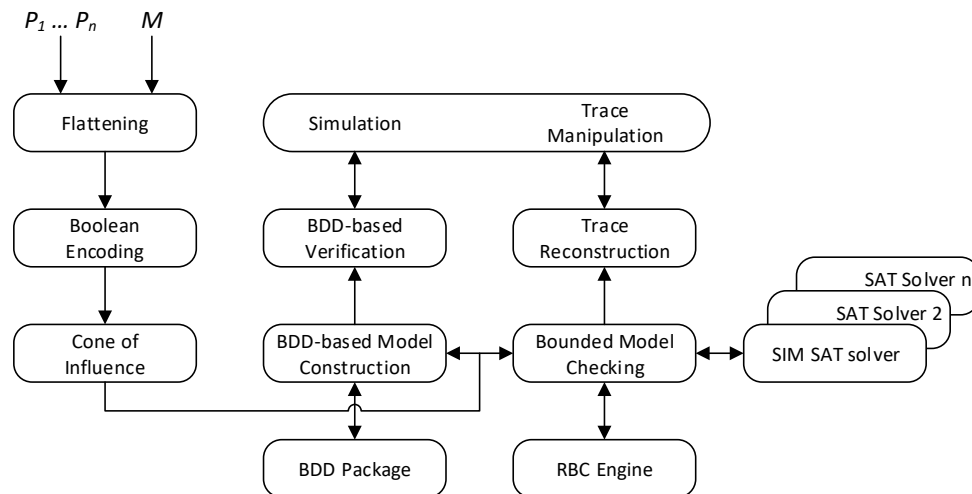 P1 ... Pn
M
Flattening
Simulation
Trace
Manipulation
Boolean
Encoding
BDD-based
Verification
Trace
Reconstruction
SAT Solver n
SAT Solver 2
SIM SAT solver
Cone of
Influence
BDD-based Model
Construction
Bounded Model
Checking
BDD Package
RBC Engine